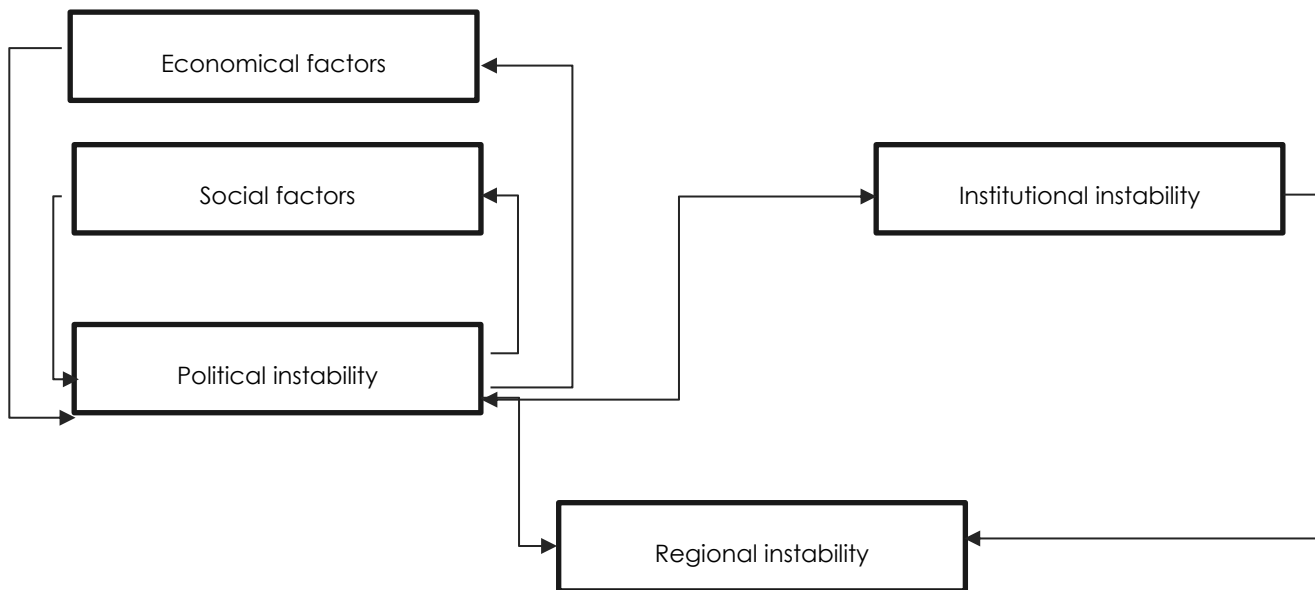 Economical factors
Social factors
Institutional instability
Political instability
Regional instability